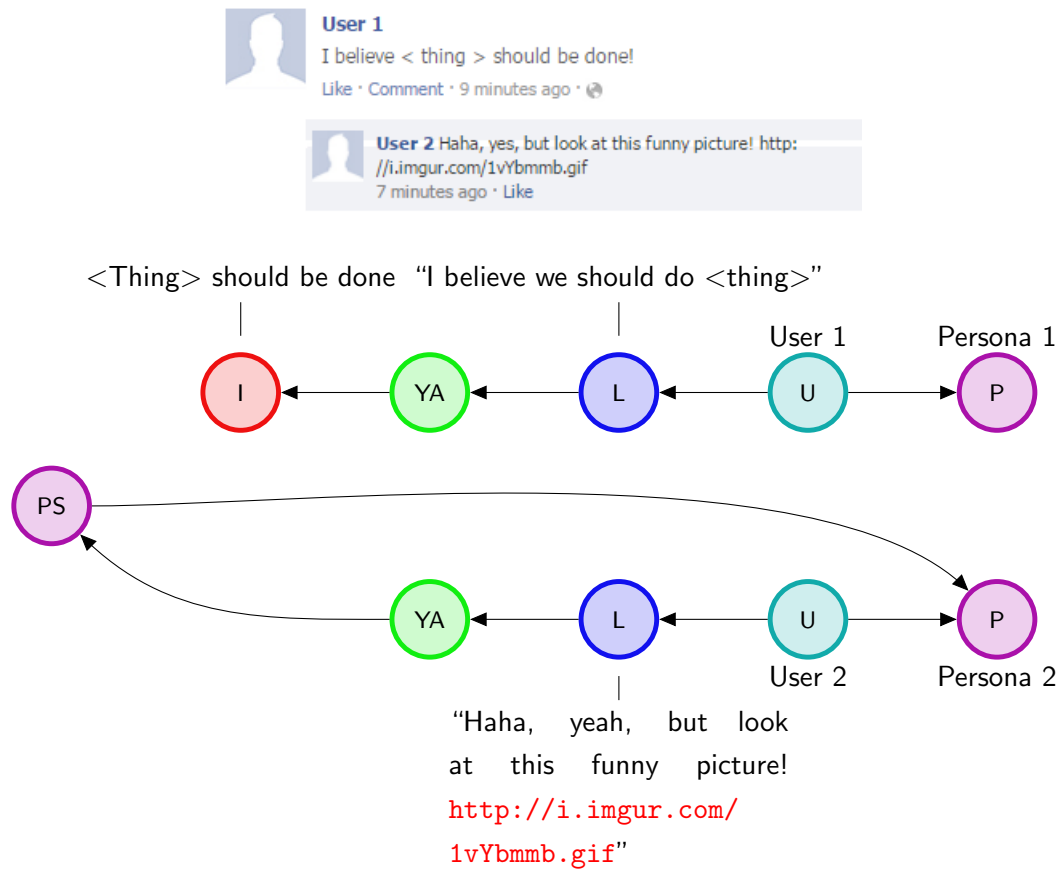 User 1
I believe < thing > should be done!
Like · Comment · 9 minutes ago ·
User 2 Haha, yes, but look at this funny picture! http:
//i.imgur.com/1vYbmmb.gif
7 minutes ago · Like
<Thing> should be done “I believe we should do <thing>”
User 1 Persona 1
I YA L U P
PS
YA L U P
User 2 Persona 2
“Haha, yeah, but look
at this funny picture!
http://i.imgur.com/
1vYbmmb.gif”